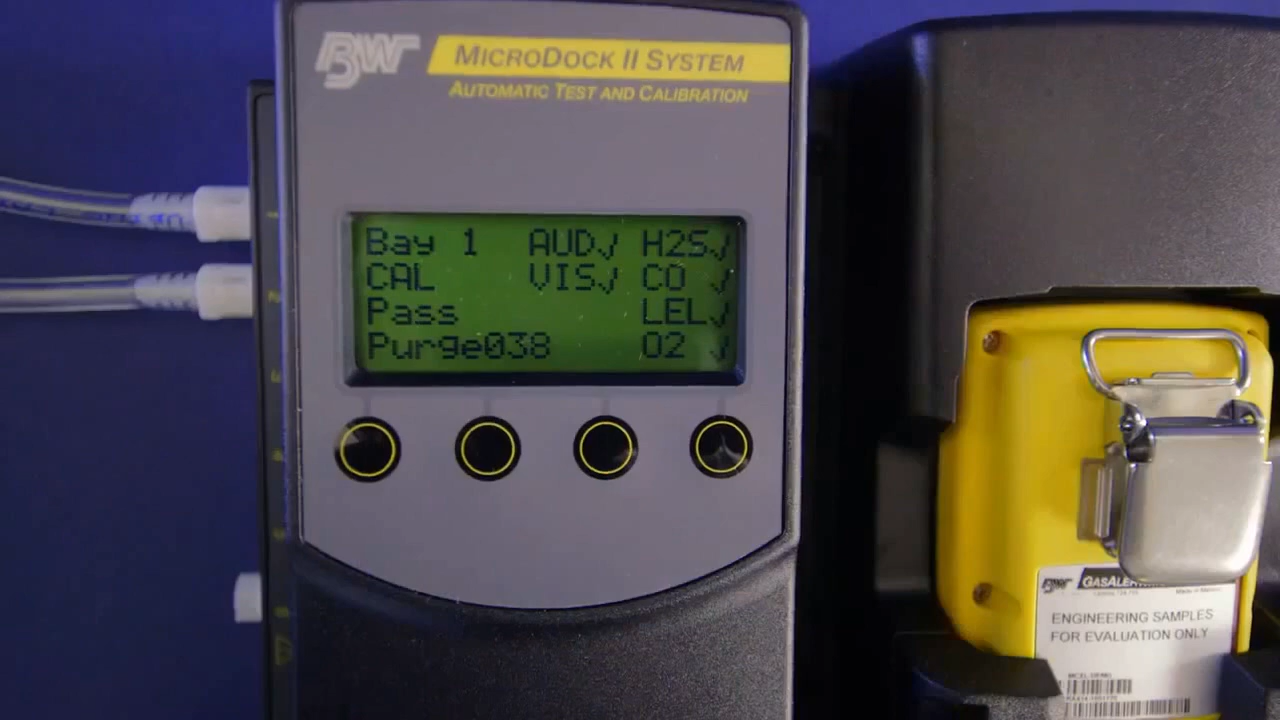 BW
MICRODOCK II SYSTEM
AUTOMATIC TEST AND CALIBRATION
Bay 1 AUD✓ H2S✓
CAL VIS✓ CO ✓
Pass LEL✓
Purge038 O2 ✓
BW
ENGINEERING SAMPLES
FOR EVALUATION ONLY